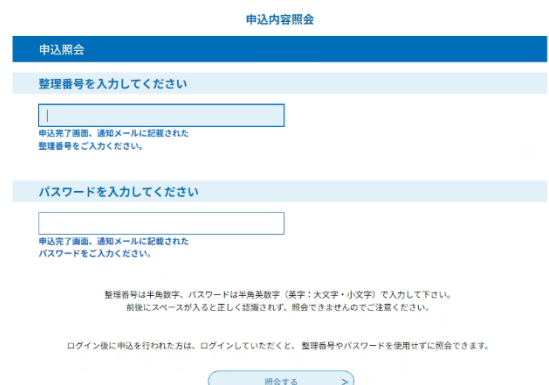 申込内容照会
申込照会
整理番号を入力してください
申込完了画面、通知メールに記載された
整理番号をご入力ください。
パスワードを入力してください
申込完了画面、通知メールに記載された
パスワードをご入力ください。
整理番号は半角数字、パスワードは半角英数字（英字：大文字・小文字）で入力して下さい。
前後にスペースが入ると正しく認識されず、照会できませんのでご注意ください。
ログイン後に申込を行われた方は、ログインしていただくと、 整理番号やパスワードを使用せずに照会できます。
照会する >